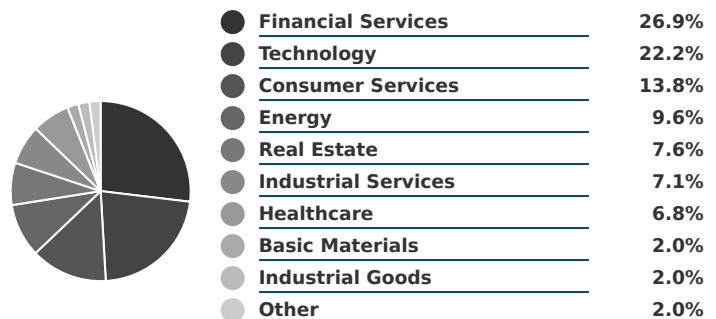 Financial Services 26.9%
Technology 22.2%
Consumer Services 13.8%
Energy 9.6%
Real Estate 7.6%
Industrial Services 7.1%
Healthcare 6.8%
Basic Materials 2.0%
Industrial Goods 2.0%
Other 2.0%